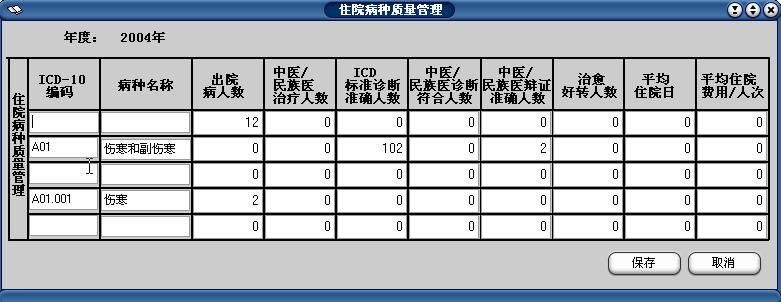 住院病种质量管理
年度： 2004年
住院病种质量管理
ICD-10编码 病种名称 出院病人数 中医/民族医治疗人数 ICD标准诊断准确人数 中医/民族医诊断符合人数 中医/民族医辩证准确人数 治愈好转人数 平均住院日 平均住院费用/人次
12 0 0 0 0 0 0 0
A01 伤寒和副伤寒 0 0 102 0 2 0 0 0
0 0 0 0 0 0 0 0
A01.001 伤寒 2 0 0 0 0 0 0 0
0 0 0 0 0 0 0 0
保存 取消